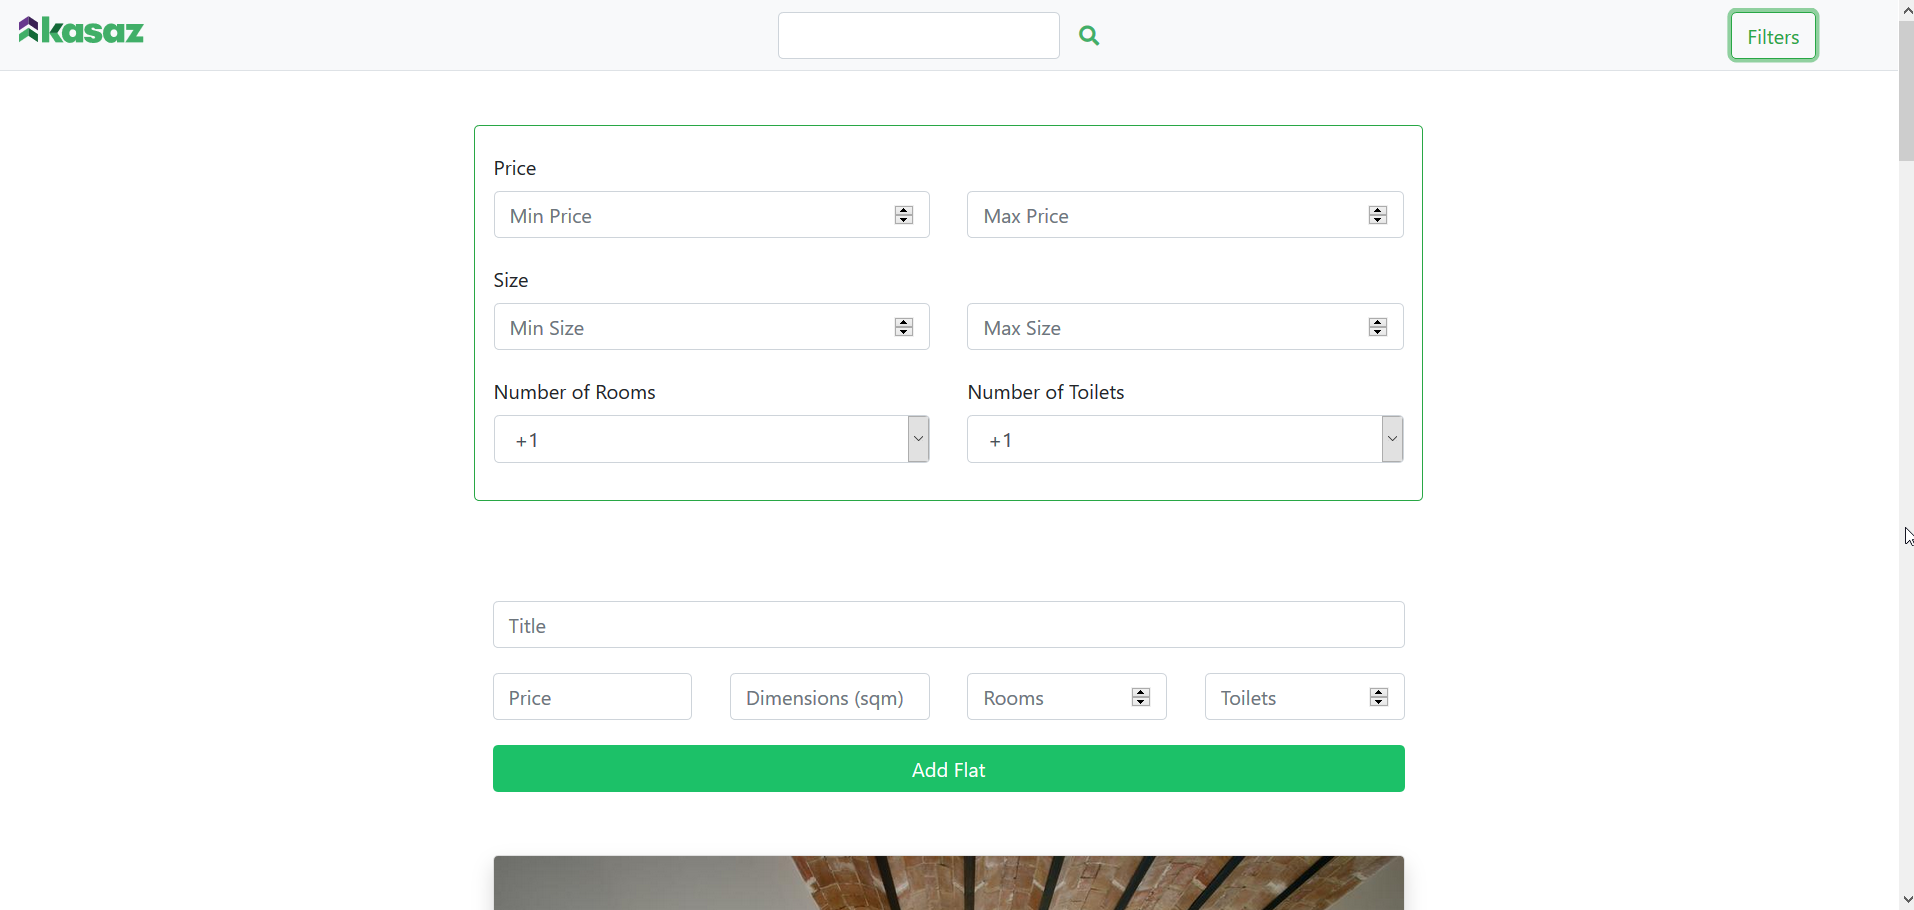 kasaz
Filters
Price
Min Price Max Price
Size
Min Size Max Size
Number of Rooms Number of Toilets
+1 +1
Title
Price Dimensions (sqm) Rooms Toilets
Add Flat